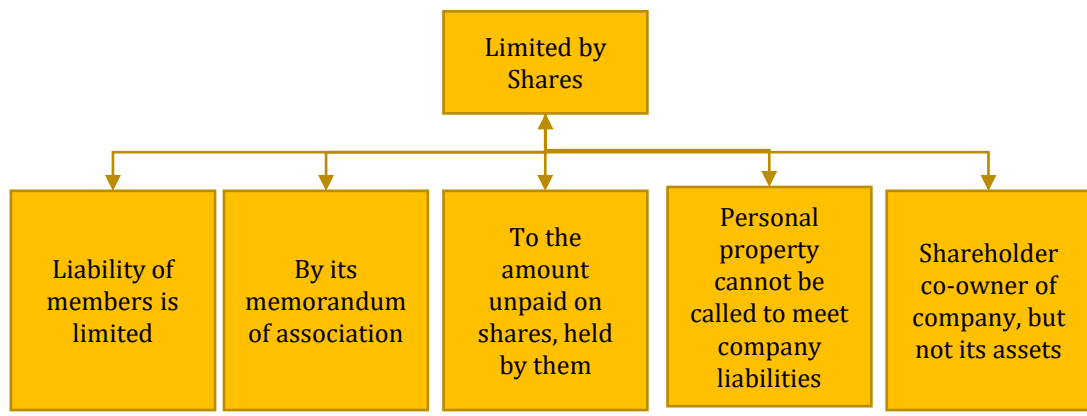 Limited by
Shares
Liability of
members is
limited
By its
memorandum
of association
To the
amount
unpaid on
shares, held
by them
Personal
property
cannot be
called to meet
company
liabilities
Shareholder
co-owner of
company, but
not its assets